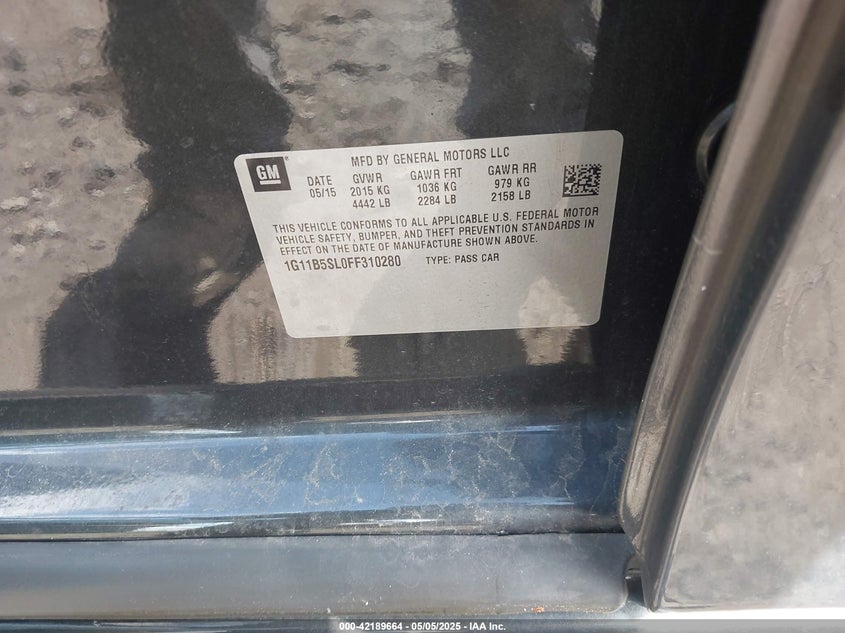 GM
®
MFD BY GENERAL MOTORS LLC
DATE GVWR GAWR FRT GAWR RR
05/15 2015 KG 1036 KG 979 KG
4442 LB 2284 LB 2158 LB
THIS VEHICLE CONFORMS TO ALL APPLICABLE U.S. FEDERAL MOTOR
VEHICLE SAFETY, BUMPER, AND THEFT PREVENTION STANDARDS IN
EFFECT ON THE DATE OF MANUFACTURE SHOWN ABOVE.
1G11B5SL0FF310280 TYPE: PASS CAR
000-42189664 - 05/05/2025 - IAA Inc.